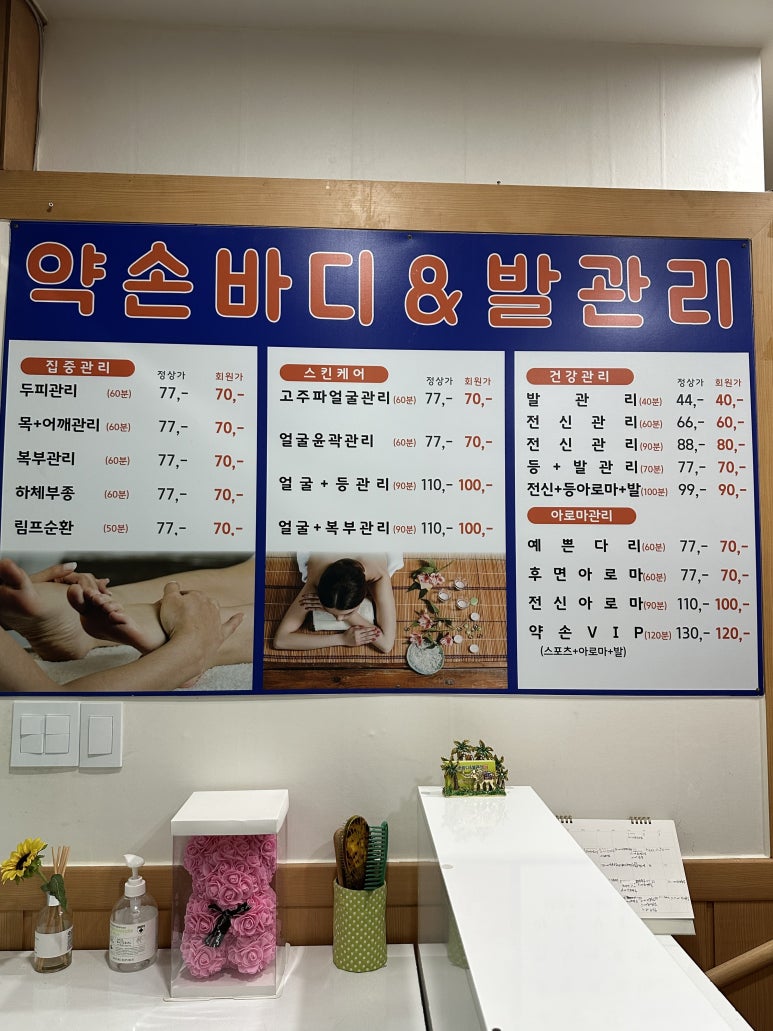 약손바디 & 발관리
집중관리 정상가 회원가
두피관리 (60분) 77,- 70,-
목+어깨관리 (60분) 77,- 70,-
복부관리 (60분) 77,- 70,-
하체부종 (60분) 77,- 70,-
림프순환 (50분) 77,- 70,-
스킨케어 정상가 회원가
고주파얼굴관리 (60분) 77,- 70,-
얼굴윤곽관리 (60분) 77,- 70,-
얼굴+등관리 (90분) 110,- 100,-
얼굴+복부관리 (90분) 110,- 100,-
건강관리 정상가 회원가
발관리 (40분) 44,- 40,-
전신관리 (60분) 66,- 60,-
전신관리 (90분) 88,- 80,-
등+발관리 (70분) 77,- 70,-
전신+등아로마+발 (100분) 99,- 90,-
아로마관리
예쁜다리 (60분) 77,- 70,-
후면아로마 (60분) 77,- 70,-
전신아로마 (90분) 110,- 100,-
약손VIP (120분) 130,- 120,-
(스포츠+아로마+발)